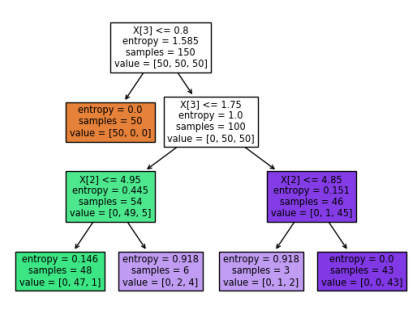 X[3] <= 0.8
entropy = 1.585
samples = 150
value = [50, 50, 50]
entropy = 0.0
samples = 50
value = [50, 0, 0]
X[3] <= 1.75
entropy = 1.0
samples = 100
value = [0, 50, 50]
X[2] <= 4.95
entropy = 0.445
samples = 54
value = [0, 49, 5]
X[2] <= 4.85
entropy = 0.151
samples = 46
value = [0, 1, 45]
entropy = 0.146
samples = 48
value = [0, 47, 1]
entropy = 0.918
samples = 6
value = [0, 2, 4]
entropy = 0.918
samples = 3
value = [0, 1, 2]
entropy = 0.0
samples = 43
value = [0, 0, 43]